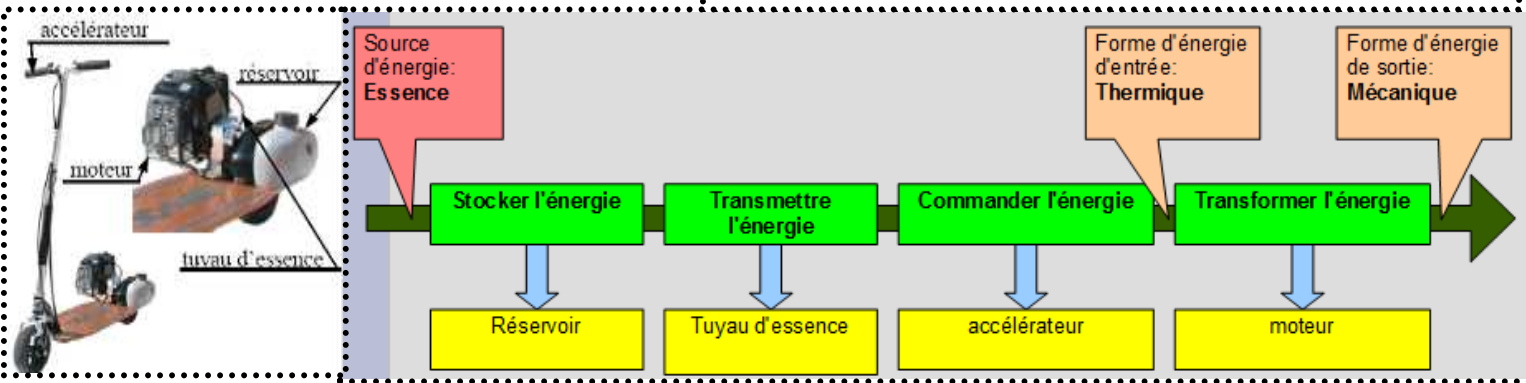 accélérateur
réservoir
moteur
tuyau d'essence
Source
d'énergie:
Essence
Forme d'énergie
d'entrée:
Thermique
Forme d'énergie
de sortie:
Mécanique
Stocker l'énergie
Transmettre
l'énergie
Commander l'énergie
Transformer l'énergie
Réservoir
Tuyau d'essence
accélérateur
moteur